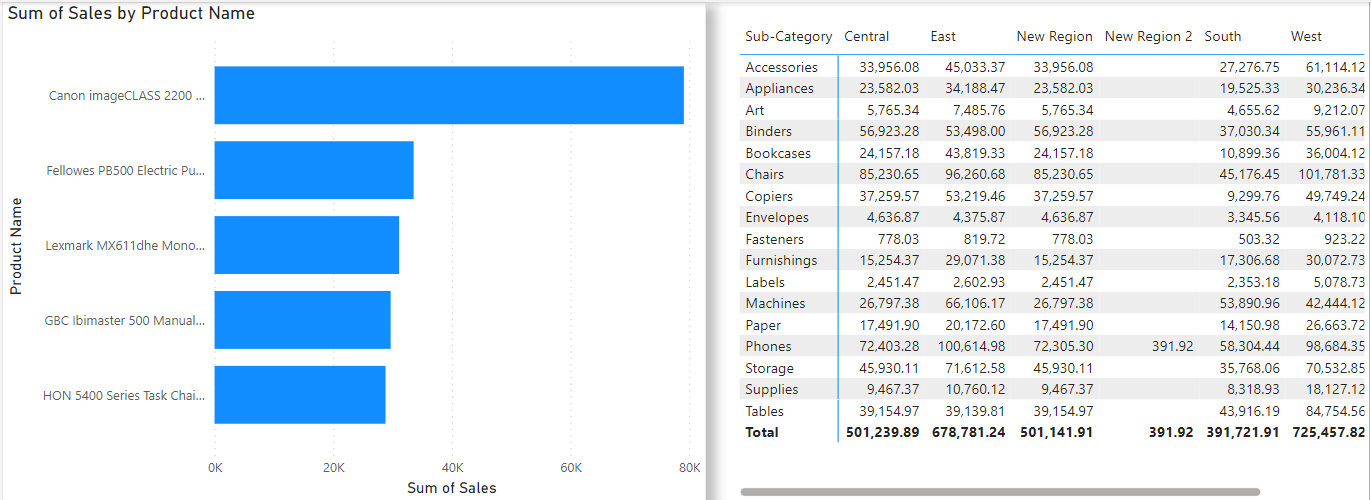 Sum of Sales by Product Name
Product Name
Canon imageCLASS 2200 ...
Fellowes PB500 Electric Pu...
Lexmark MX611dhe Mono...
GBC Ibimaster 500 Manual...
HON 5400 Series Task Chai...
0K 20K 40K 60K 80K
Sum of Sales
Sub-Category Central East New Region New Region 2 South West
Accessories 33,956.08 45,033.37 33,956.08 27,276.75 61,114.12
Appliances 23,582.03 34,188.47 23,582.03 19,525.33 30,236.34
Art 5,765.34 7,485.76 5,765.34 4,655.62 9,212.07
Binders 56,923.28 53,498.00 56,923.28 37,030.34 55,961.11
Bookcases 24,157.18 43,819.33 24,157.18 10,899.36 36,004.12
Chairs 85,230.65 96,260.68 85,230.65 45,176.45 101,781.33
Copiers 37,259.57 53,219.46 37,259.57 9,299.76 49,749.24
Envelopes 4,636.87 4,375.87 4,636.87 3,345.56 4,118.10
Fasteners 778.03 819.72 778.03 503.32 923.22
Furnishings 15,254.37 29,071.38 15,254.37 17,306.68 30,072.73
Labels 2,451.47 2,602.93 2,451.47 2,353.18 5,078.73
Machines 26,797.38 66,106.17 26,797.38 53,890.96 42,444.12
Paper 17,491.90 20,172.60 17,491.90 14,150.98 26,663.72
Phones 72,403.28 100,614.98 72,305.30 391.92 58,304.44 98,684.35
Storage 45,930.11 71,612.58 45,930.11 35,768.06 70,532.85
Supplies 9,467.37 10,760.12 9,467.37 8,318.93 18,127.12
Tables 39,154.97 39,139.81 39,154.97 43,916.19 84,754.56
Total 501,239.89 678,781.24 501,141.91 391.92 391,721.91 725,457.82